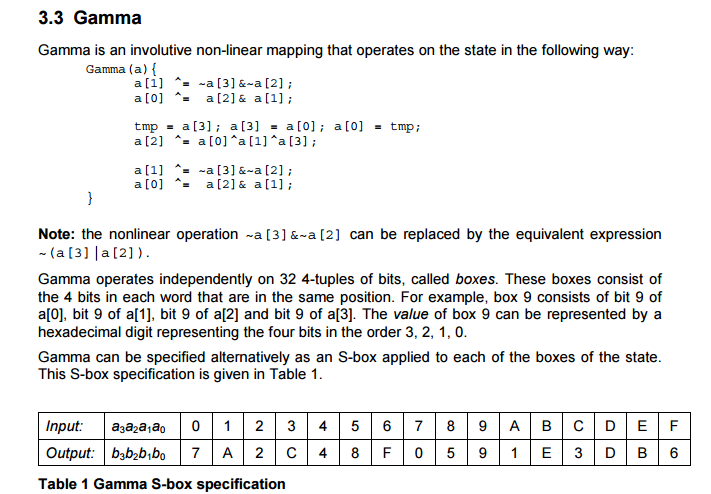 3.3 Gamma
Gamma is an involutive non-linear mapping that operates on the state in the following way:
Gamma(a){
a[1] ^= ~a[3]&~a[2];
a[0] ^= a[2]& a[1];
tmp = a[3]; a[3] = a[0]; a[0] = tmp;
a[2] ^= a[0]^a[1]^a[3];
a[1] ^= ~a[3]&~a[2];
a[0] ^= a[2]& a[1];
}
Note: the nonlinear operation ~a[3]&~a[2] can be replaced by the equivalent expression
~(a[3]|a[2]).
Gamma operates independently on 32 4-tuples of bits, called boxes. These boxes consist of
the 4 bits in each word that are in the same position. For example, box 9 consists of bit 9 of
a[0], bit 9 of a[1], bit 9 of a[2] and bit 9 of a[3]. The value of box 9 can be represented by a
hexadecimal digit representing the four bits in the order 3, 2, 1, 0.
Gamma can be specified alternatively as an S-box applied to each of the boxes of the state.
This S-box specification is given in Table 1.
Input: a₃a₂a₁a₀ 0 1 2 3 4 5 6 7 8 9 A B C D E F
Output: b₃b₂b₁b₀ 7 A 2 C 4 8 F 0 5 9 1 E 3 D B 6
Table 1 Gamma S-box specification